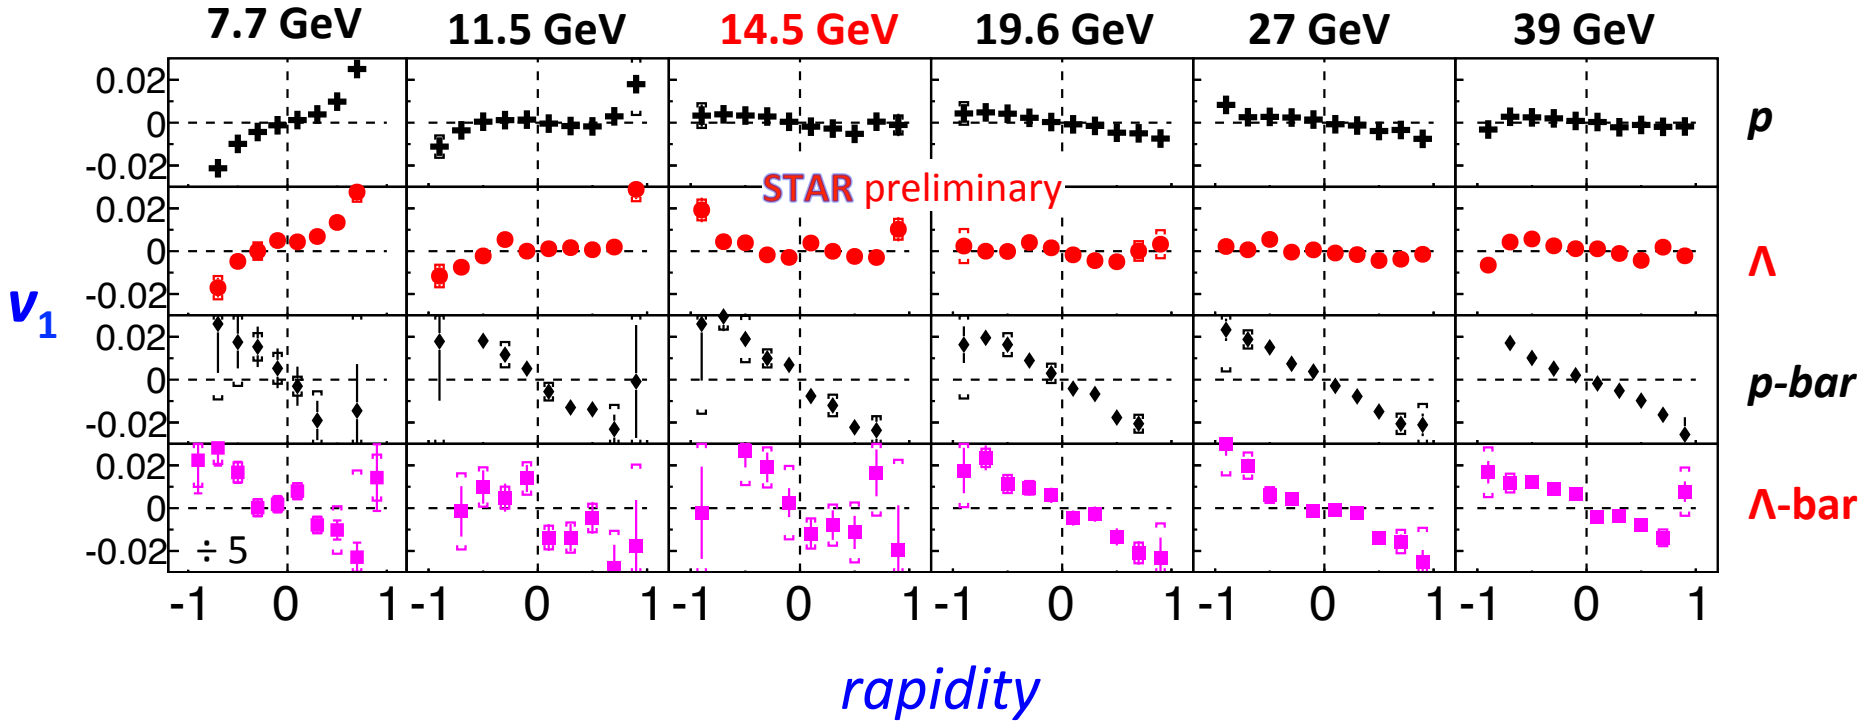 7.7 GeV 11.5 GeV 14.5 GeV 19.6 GeV 27 GeV 39 GeV
0.02
0
-0.02
p
STAR preliminary
0.02
0
-0.02
Λ
v1
0.02
0
-0.02
p-bar
0.02
0
-0.02
÷ 5
Λ-bar
-1 0 1 -1 0 1 -1 0 1 -1 0 1 -1 0 1 -1 0 1
rapidity